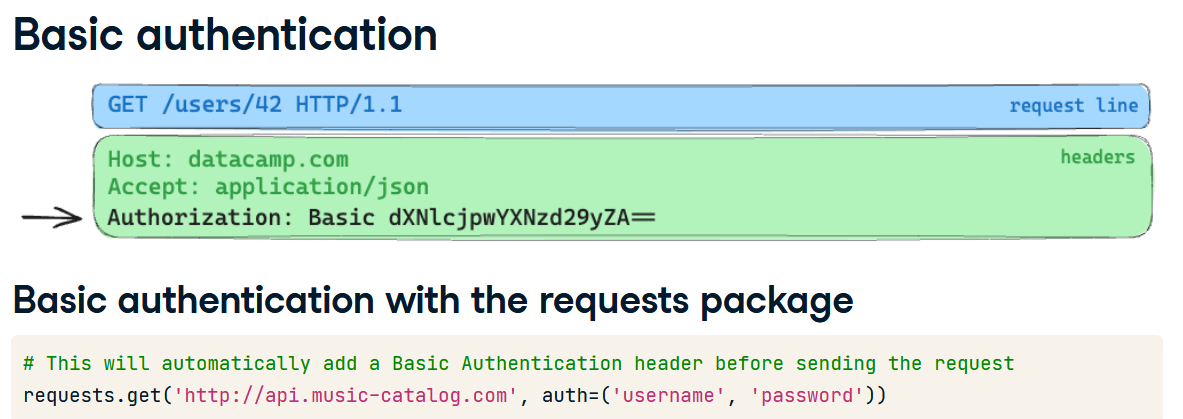 Basic authentication
GET /users/42 HTTP/1.1 request line
Host: datacamp.com headers
Accept: application/json
Authorization: Basic dXNlcjpwYXNzd29yZA==
Basic authentication with the requests package
# This will automatically add a Basic Authentication header before sending the request
requests.get('http://api.music-catalog.com', auth=('username', 'password'))